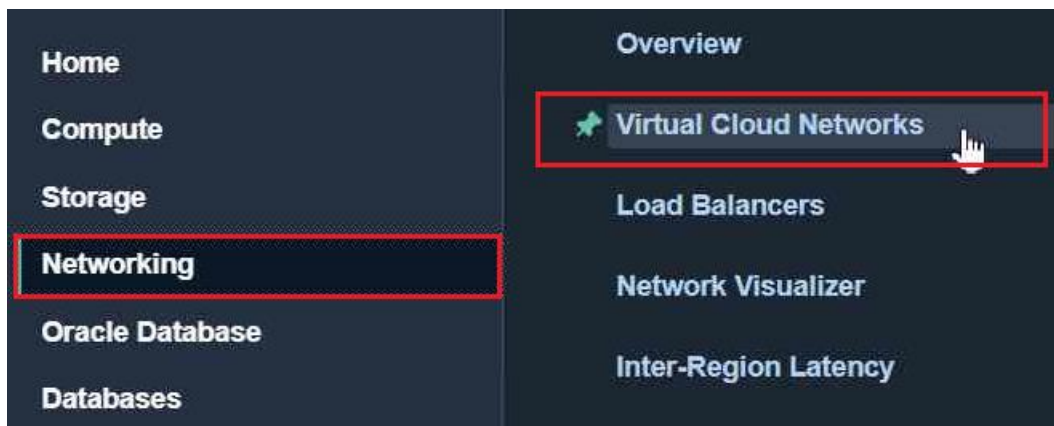 Home
Compute
Storage
Networking
Oracle Database
Databases
Overview
Virtual Cloud Networks
Load Balancers
Network Visualizer
Inter-Region Latency